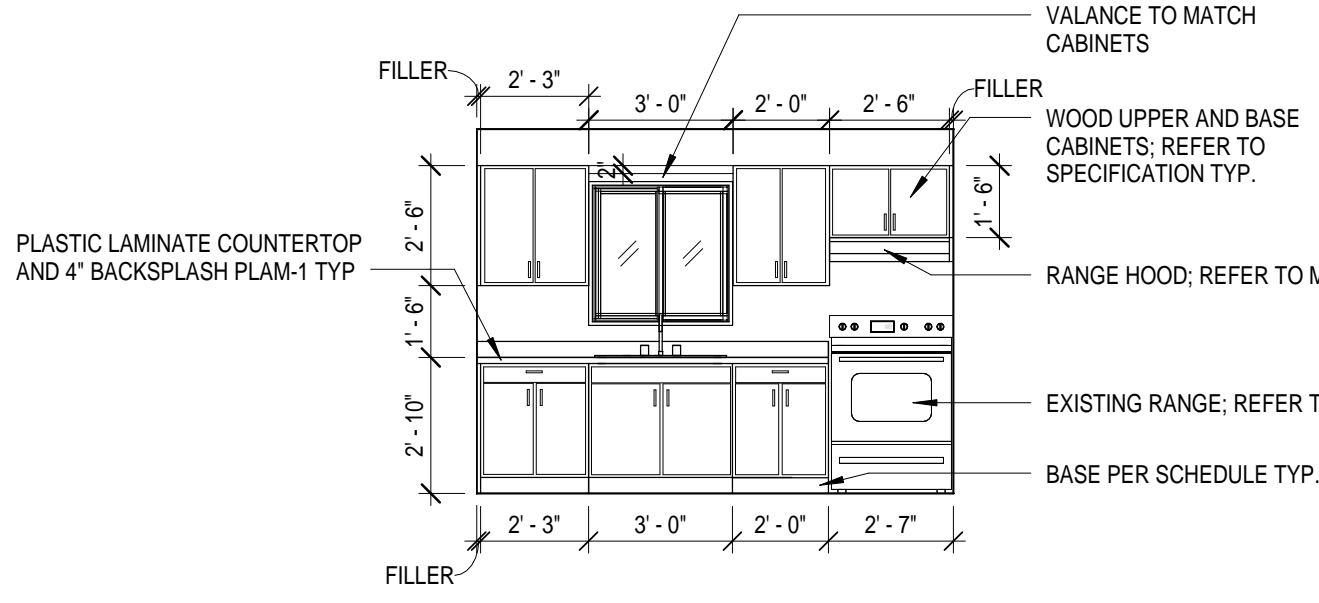 VALANCE TO MATCH
CABINETS
FILLER
2' - 3"
3' - 0"
2' - 0"
2' - 6"
FILLER
WOOD UPPER AND BASE
CABINETS; REFER TO
SPECIFICATION TYP.
2"
2' - 6"
1' - 6"
PLASTIC LAMINATE COUNTERTOP
AND 4" BACKSPLASH PLAM-1 TYP
RANGE HOOD; REFER TO
1' - 6"
2' - 10"
EXISTING RANGE; REFER
BASE PER SCHEDULE TYP.
2' - 3"
3' - 0"
2' - 0"
2' - 7"
FILLER